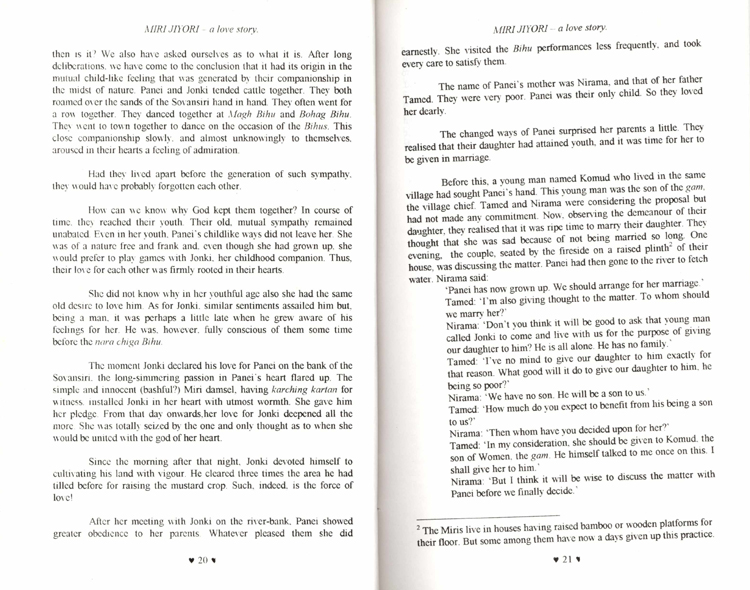 MIRI JIYORI – a love story.
then is it? We also have asked ourselves as to what it is. After long
deliberations, we have come to the conclusion that it had its origin in the
mutual child-like feeling that was generated by their companionship in
the midst of nature. Panei and Jonki tended cattle together. They both
roamed over the sands of the Sovansiri hand in hand. They often went for
a row together. They danced together at Magh Bihu and Bohag Bihu.
They went to town together to dance on the occasion of the Bihus. This
close companionship slowly, and almost unknowingly to themselves,
aroused in their hearts a feeling of admiration.
Had they lived apart before the generation of such sympathy,
they would have probably forgotten each other.
How can we know why God kept them together? In course of
time, they reached their youth. Their old, mutual sympathy remained
unabated. Even in her youth, Panei's childlike ways did not leave her. She
was of a nature free and frank and, even though she had grown up, she
would prefer to play games with Jonki, her childhood companion. Thus,
their love for each other was firmly rooted in their hearts.
She did not know why in her youthful age also she had the same
old desire to love him. As for Jonki, similar sentiments assailed him but,
being a man, it was perhaps a little late when he grew aware of his
feelings for her. He was, however, fully conscious of them some time
before the nara chiga Bihu.
The moment Jonki declared his love for Panei on the bank of the
Sovansiri, the long-simmering passion in Panei's heart flared up. The
simple and innocent (bashful?) Miri damsel, having karching kartan for
witness, installed Jonki in her heart with utmost wormth. She gave him
her pledge. From that day onwards,her love for Jonki deepened all the
more. She was totally seized by the one and only thought as to when she
would be united with the god of her heart.
Since the morning after that night, Jonki devoted himself to
cultivating his land with vigour. He cleared three times the area he had
tilled before for raising the mustard crop. Such, indeed, is the force of
love!
After her meeting with Jonki on the river-bank, Panei showed
greater obedience to her parents. Whatever pleased them she did
♥ 20 ♥
MIRI JIYORI – a love story.
earnestly. She visited the Bihu performances less frequently, and took
every care to satisfy them.
The name of Panei's mother was Nirama, and that of her father
Tamed. They were very poor. Panei was their only child. So they loved
her dearly.
The changed ways of Panei surprised her parents a little. They
realised that their daughter had attained youth, and it was time for her to
be given in marriage.
Before this, a young man named Komud who lived in the same
village had sought Panei's hand. This young man was the son of the gam,
the village chief. Tamed and Nirama were considering the proposal but
had not made any commitment. Now, observing the demeanour of their
daughter, they realised that it was ripe time to marry their daughter. They
thought that she was sad because of not being married so long. One
evening, the couple, seated by the fireside on a raised plinth² of their
house, was discussing the matter. Panei had then gone to the river to fetch
water. Nirama said:
'Panei has now grown up. We should arrange for her marriage.'
Tamed: 'I'm also giving thought to the matter. To whom should
we marry her?'
Nirama: 'Don't you think it will be good to ask that young man
called Jonki to come and live with us for the purpose of giving
our daughter to him? He is all alone. He has no family.'
Tamed: 'I've no mind to give our daughter to him exactly for
that reason. What good will it do to give our daughter to him, he
being so poor?'
Nirama: 'We have no son. He will be a son to us.'
Tamed: 'How much do you expect to benefit from his being a son
to us?'
Nirama: 'Then whom have you decided upon for her?'
Tamed: 'In my consideration, she should be given to Komud, the
son of Women, the gam. He himself talked to me once on this. I
shall give her to him.'
Nirama: 'But I think it will be wise to discuss the matter with
Panei before we finally decide.'
² The Miris live in houses having raised bamboo or wooden platforms for
their floor. But some among them have now a days given up this practice.
♥ 21 ♥